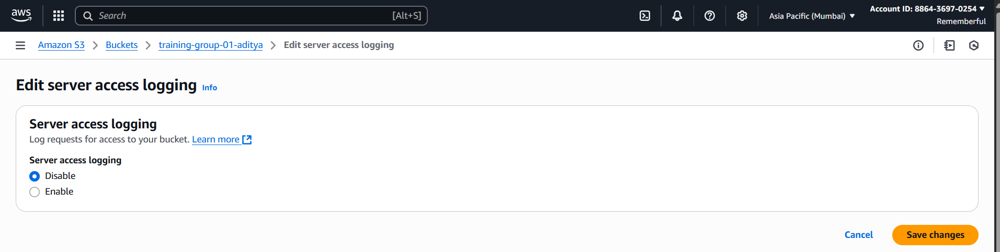 aws
Search [Alt+S]
Asia Pacific (Mumbai)
Account ID: 8864-3697-0254
Rememberful
Amazon S3 > Buckets > training-group-01-aditya > Edit server access logging
Edit server access logging Info
Server access logging
Log requests for access to your bucket. Learn more
Server access logging
Disable
Enable
Cancel Save changes